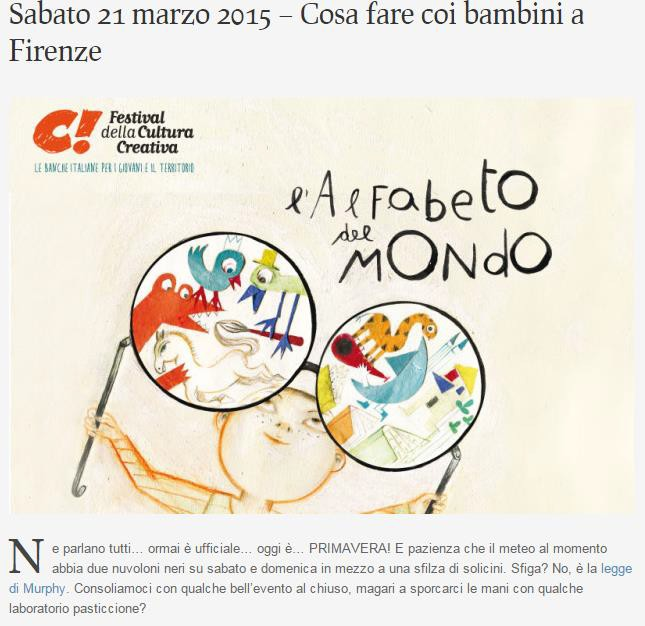 Sabato 21 marzo 2015 – Cosa fare coi bambini a
Firenze
C! Festival
della Cultura
Creativa
LE BANCHE ITALIANE PER I GIOVANI E IL TERRITORIO
l'Alfabeto
del
MONdO
Ne parlano tutti... ormai è ufficiale... oggi è... PRIMAVERA! E pazienza che il meteo al momento
abbia due nuvoloni neri su sabato e domenica in mezzo a una sfilza di solicini. Sfiga? No, è la legge
di Murphy. Consoliamoci con qualche bell'evento al chiuso, magari a sporcarci le mani con qualche
laboratorio pasticcione?